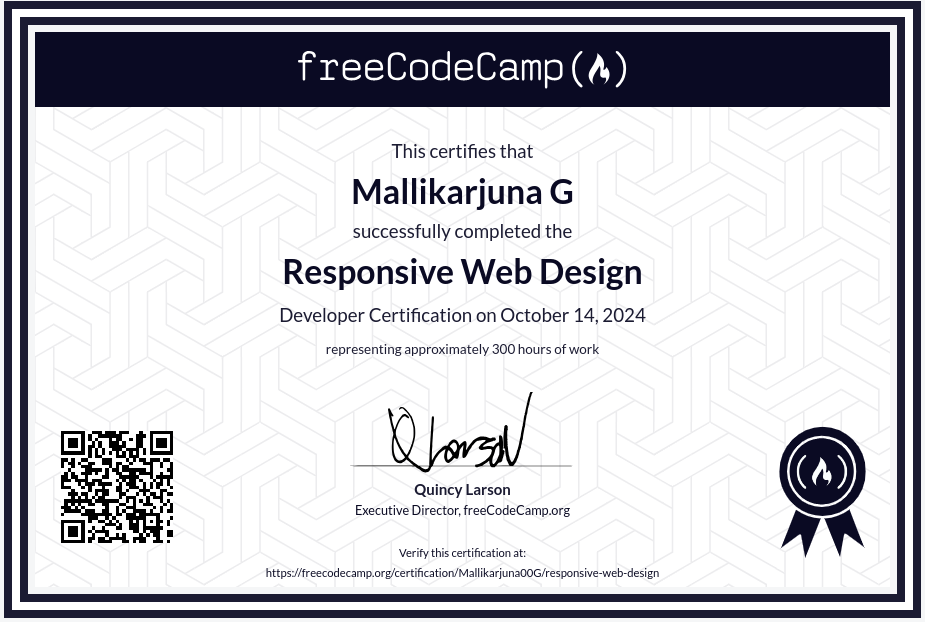 freeCodeCamp
This certifies that
Mallikarjuna G
successfully completed the
Responsive Web Design
Developer Certification on October 14, 2024
representing approximately 300 hours of work
Quincy Larson
Executive Director, freeCodeCamp.org
Verify this certification at:
https://freecodecamp.org/certification/Mallikarjuna00G/responsive-web-design